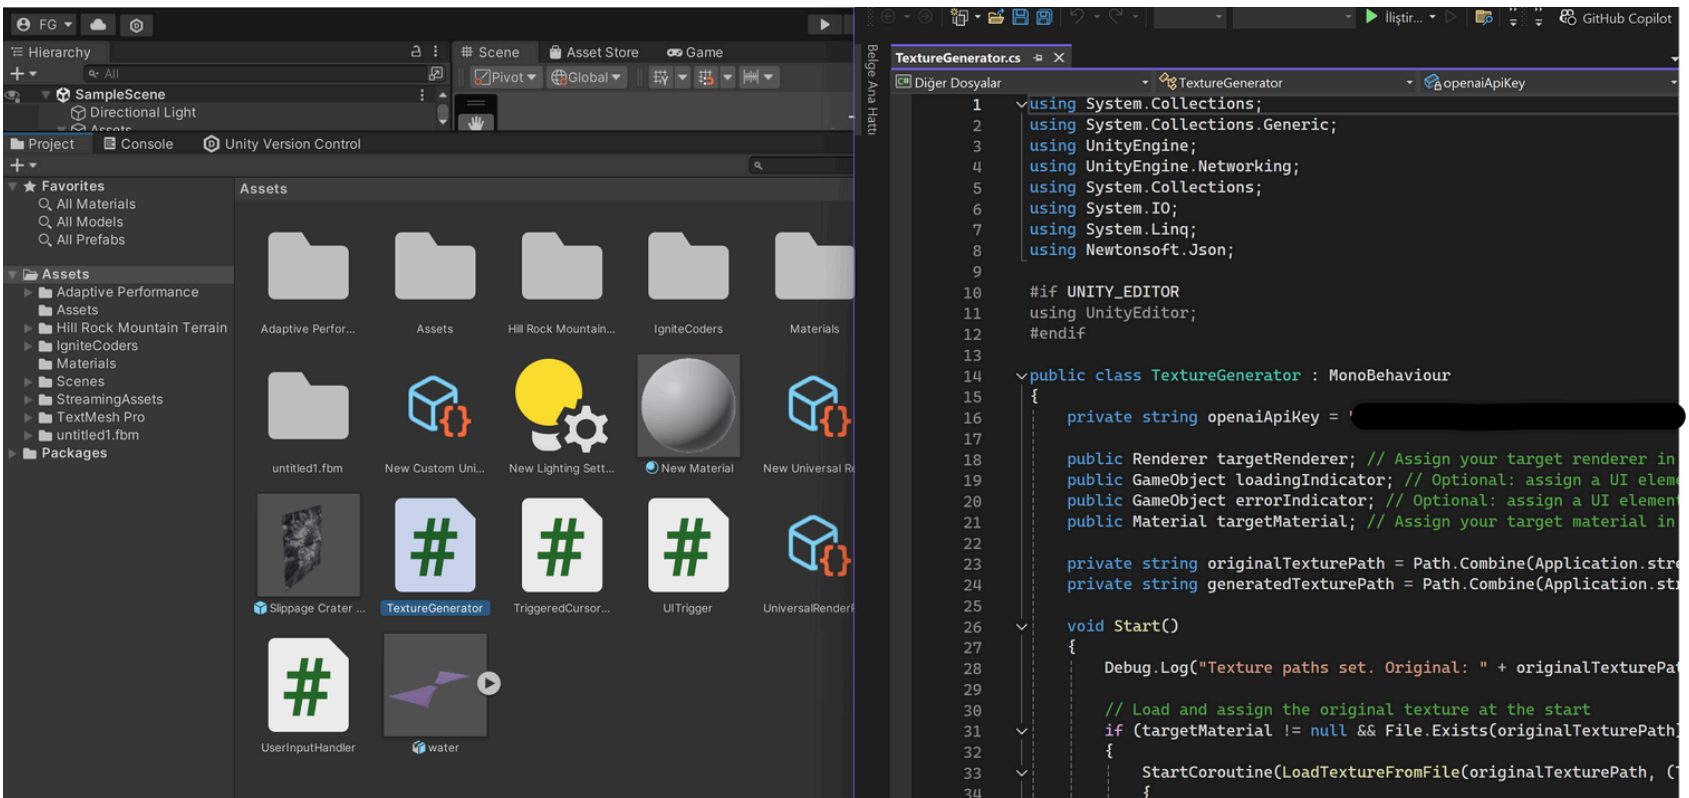 FG
Hierarchy
All
SampleScene
Directional Light
Assets
Scene
Asset Store
Game
Pivot
Global
Project
Console
Unity Version Control
Favorites
All Materials
All Models
All Prefabs
Assets
Adaptive Performance
Assets
Hill Rock Mountain Terrain
IgniteCoders
Materials
Scenes
StreamingAssets
TextMesh Pro
untitled1.fbm
Packages
Assets
Adaptive Perfor...
Assets
Hill Rock Mountain...
IgniteCoders
Materials
untitled1.fbm
New Custom Uni...
New Lighting Sett...
New Material
New Universal Re
Slippage Crater ...
TextureGenerator
TriggeredCursor...
UITrigger
UniversalRenderP
UserInputHandler
water
İliştir...
GitHub Copilot
Belge Ana Hattı
TextureGenerator.cs
Diğer Dosyalar
TextureGenerator
openaiApiKey
1 using System.Collections;
2 using System.Collections.Generic;
3 using UnityEngine;
4 using UnityEngine.Networking;
5 using System.Collections;
6 using System.IO;
7 using System.Linq;
8 using Newtonsoft.Json;
9
10 #if UNITY_EDITOR
11 using UnityEditor;
12 #endif
13
14 public class TextureGenerator : MonoBehaviour
15 {
16 private string openaiApiKey = "
17
18 public Renderer targetRenderer; // Assign your target renderer in
19 public GameObject loadingIndicator; // Optional: assign a UI eleme
20 public GameObject errorIndicator; // Optional: assign a UI element
21 public Material targetMaterial; // Assign your target material in
22
23 private string originalTexturePath = Path.Combine(Application.stre
24 private string generatedTexturePath = Path.Combine(Application.str
25
26 void Start()
27 {
28 Debug.Log("Texture paths set. Original: " + originalTexturePat
29
30 // Load and assign the original texture at the start
31 if (targetMaterial != null && File.Exists(originalTexturePath)
32 {
33 StartCoroutine(LoadTextureFromFile(originalTexturePath, (T
34 {